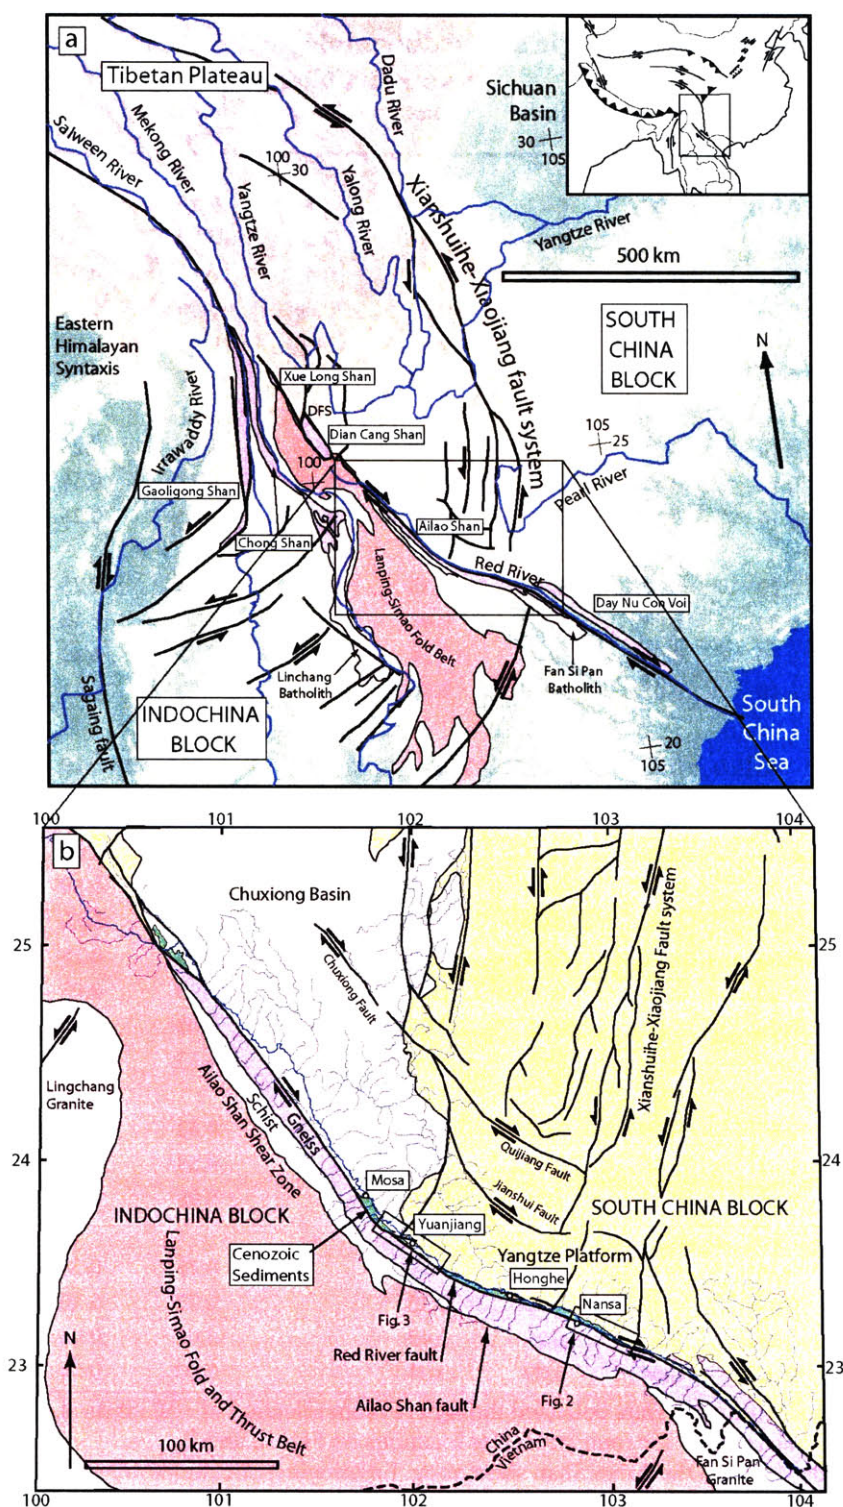 a
Tibetan Plateau
Dadu River
Sichuan
Basin
30
105
Salween River
Mekong River
Yangtze River
100
30
Yalong River
Xianshuihe-Xiaojiang fault system
Yangtze River
500 km
Eastern
Himalayan
Syntaxis
SOUTH
CHINA
BLOCK
N
Irrawaddy River
Xue Long Shan
DFS
Dian Cang Shan
105
25
100
Pearl River
Gaoligong Shan
Ailao Shan
Chong Shan
Red River
Lanping-Simao Fold Belt
Day Nu Con Voi
Linchang
Batholith
Fan Si Pan
Batholith
Sagaing fault
INDOCHINA
BLOCK
20
105
South
China
Sea
100
101
102
103
104
b
Chuxiong Basin
25
25
Chuxiong Fault
Xianshuihe-Xiaojiang Fault system
Lingchang
Granite
Ailao Shan Shear Zone
Schist
Gneiss
24
24
Quijiang Fault
Jianshui Fault
Mosa
INDOCHINA BLOCK
Yuanjiang
SOUTH CHINA BLOCK
Cenozoic
Sediments
Yangtze Platform
Honghe
Nansa
Lanping-Simao Fold and Thrust Belt
Fig. 3
Red River fault
23
23
N
Ailao Shan fault
Fig. 2
100 km
China
Vietnam
Fan Si Pan
Granite
100
101
102
103
104